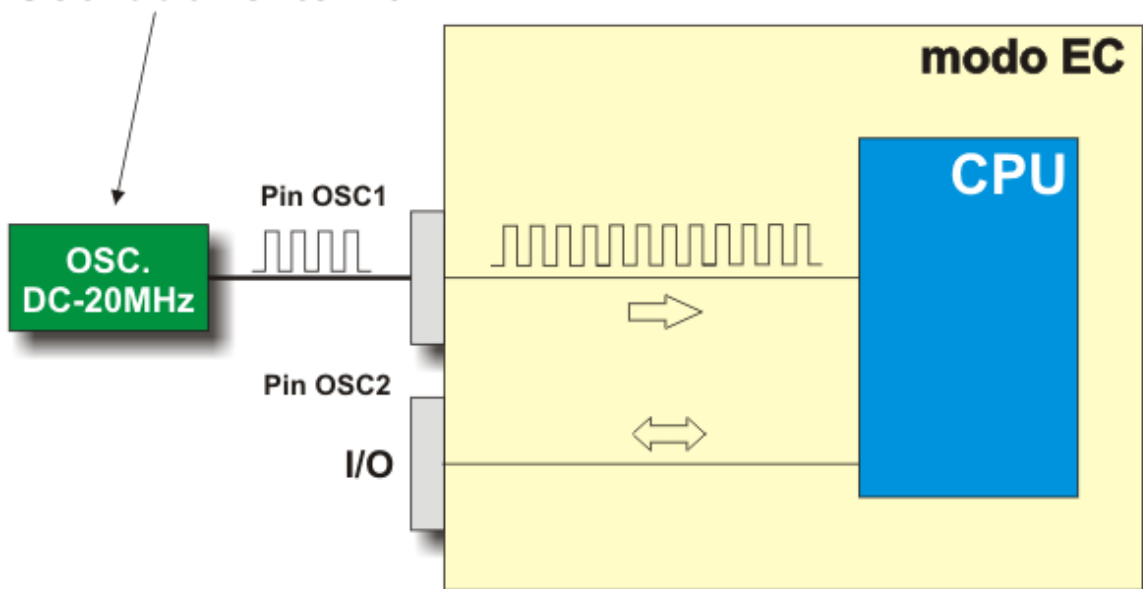 modo EC
CPU
Pin OSC1
OSC.
DC-20MHz
Pin OSC2
I/O